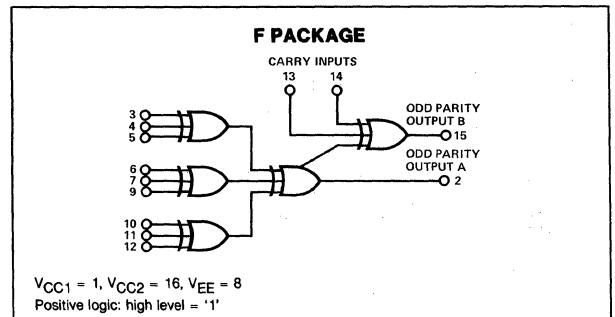 F PACKAGE
CARRY INPUTS
13 14
3
4
5
ODD PARITY
OUTPUT B
15
6
7
9
ODD PARITY
OUTPUT A
2
10
11
12
VCC1 = 1, VCC2 = 16, VEE = 8
Positive logic: high level = '1'